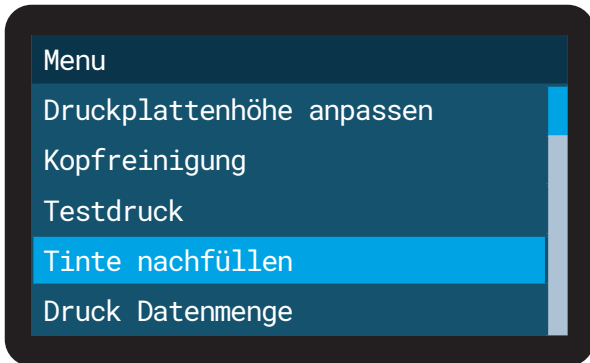 Menu
Druckplattenhöhe anpassen
Kopfreinigung
Testdruck
Tinte nachfüllen
Druck Datenmenge